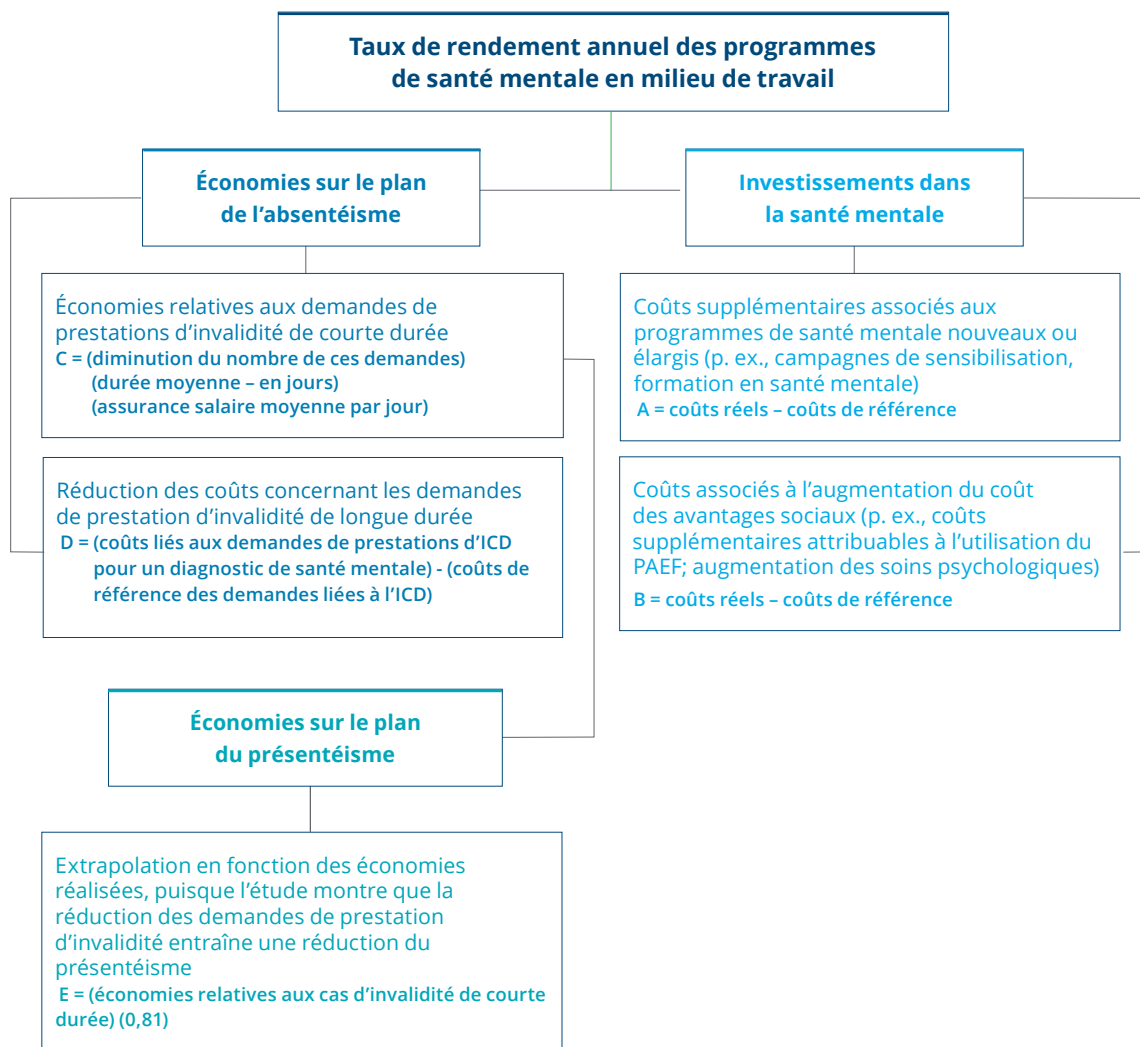 Taux de rendement annuel des programmes
de santé mentale en milieu de travail
Économies sur le plan
de l'absentéisme
Économies relatives aux demandes de
prestations d'invalidité de courte durée
C = (diminution du nombre de ces demandes)
(durée moyenne – en jours)
(assurance salaire moyenne par jour)
Réduction des coûts concernant les demandes
de prestation d'invalidité de longue durée
D = (coûts liés aux demandes de prestations d'ICD
pour un diagnostic de santé mentale) - (coûts de
référence des demandes liées à l'ICD)
Économies sur le plan
du présentéisme
Extrapolation en fonction des économies
réalisées, puisque l'étude montre que la
réduction des demandes de prestation
d'invalidité entraîne une réduction du
présentéisme
E = (économies relatives aux cas d'invalidité de courte
durée) (0,81)
Investissements dans
la santé mentale
Coûts supplémentaires associés aux
programmes de santé mentale nouveaux ou
élargis (p. ex., campagnes de sensibilisation,
formation en santé mentale)
A = coûts réels – coûts de référence
Coûts associés à l'augmentation du coût
des avantages sociaux (p. ex., coûts
supplémentaires attribuables à l'utilisation du
PAEF; augmentation des soins psychologiques)
B = coûts réels – coûts de référence